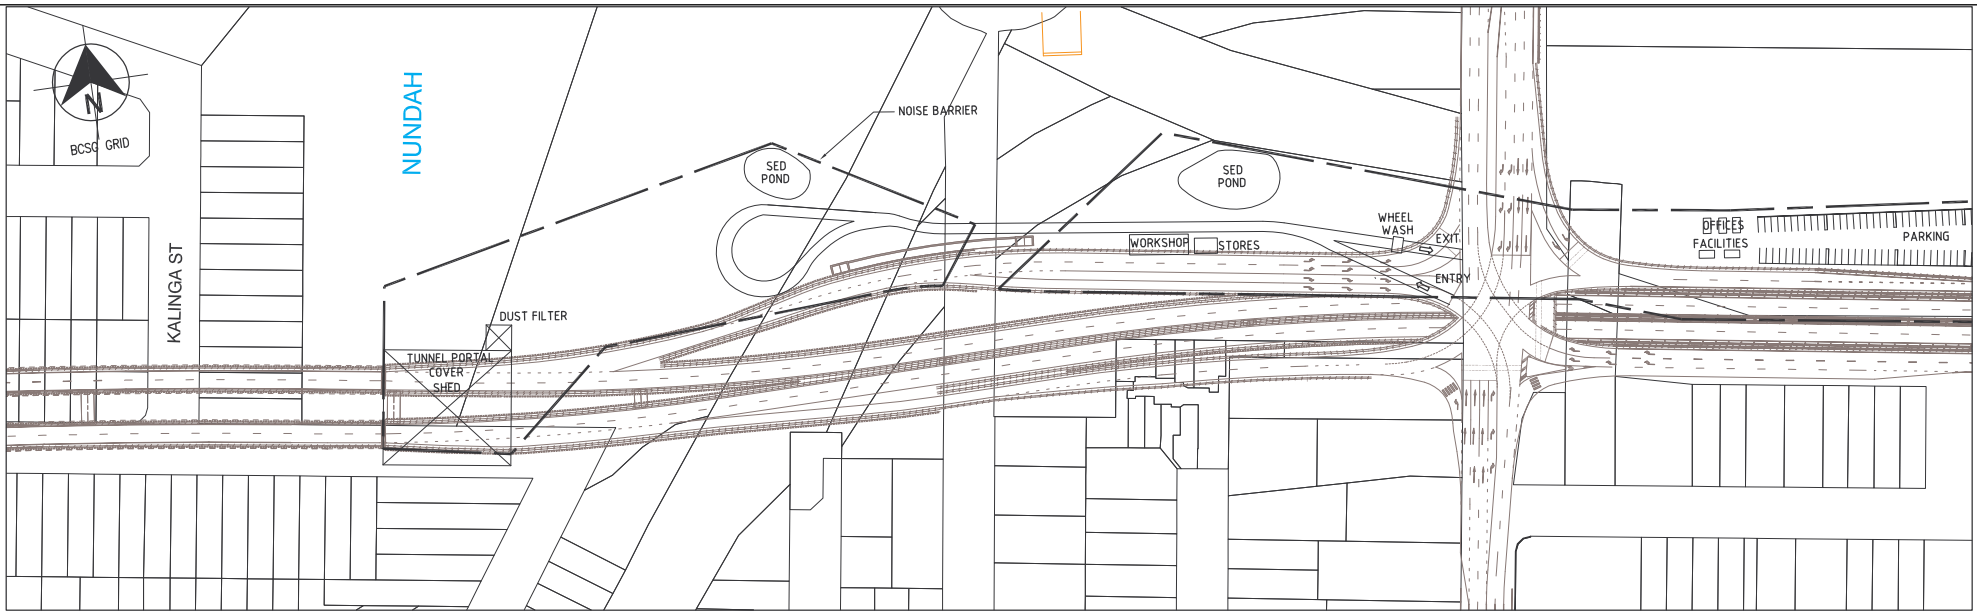 N
BCSG GRID
KALINGA ST
NUNDAH
NOISE BARRIER
SED
POND
SED
POND
DUST FILTER
TUNNEL PORTAL
COVER
SHED
WORKSHOP
STORES
WHEEL
WASH
EXIT
ENTRY
OFFICES
FACILITIES
PARKING